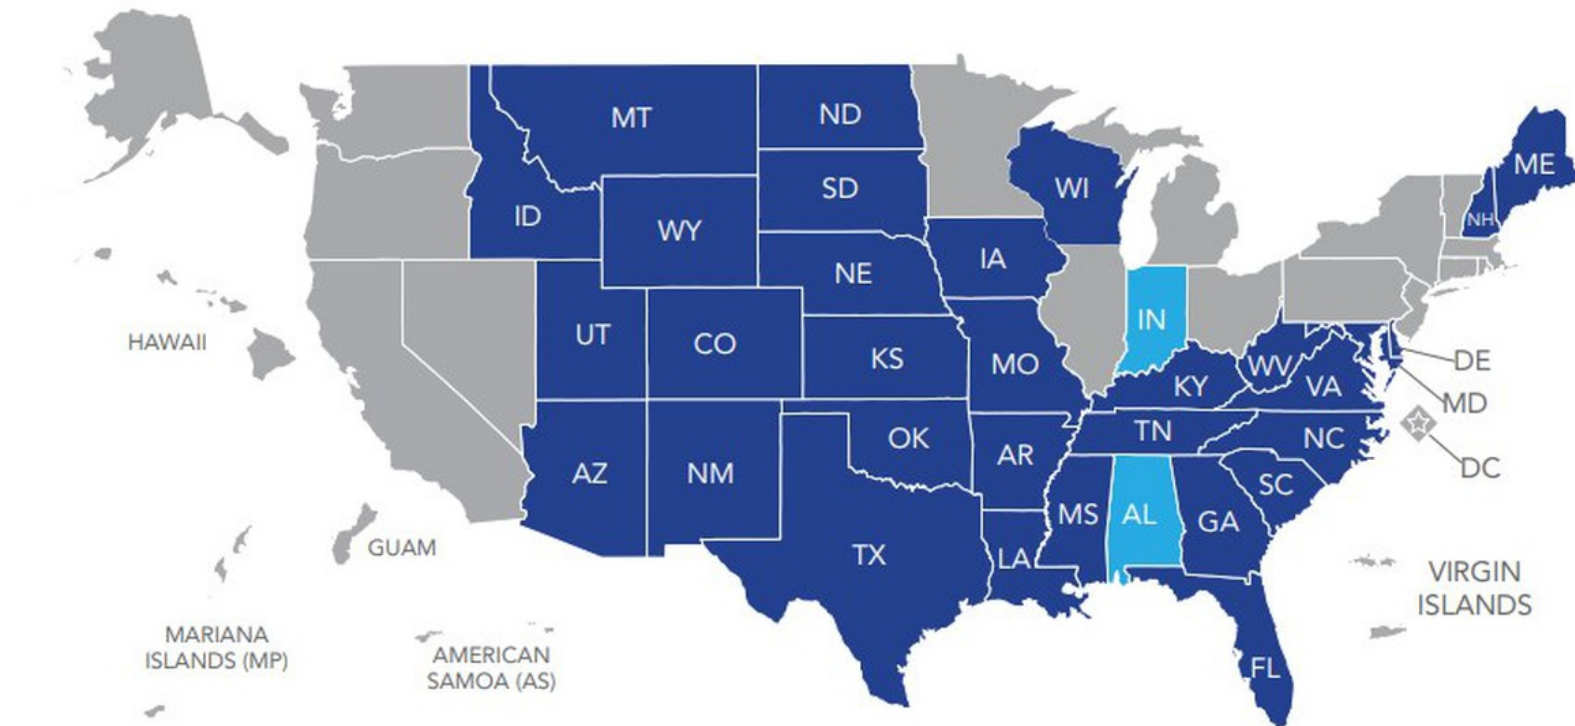 MT
ND
ME
SD
WI
ID
NH
WY
IA
NE
IN
UT
CO
KS
MO
HAWAII
DE
WV
KY
VA
MD
TN
OK
NC
AR
DC
AZ
NM
SC
MS
AL
GA
GUAM
TX
LA
VIRGIN
ISLANDS
MARIANA
ISLANDS (MP)
AMERICAN
SAMOA (AS)
FL